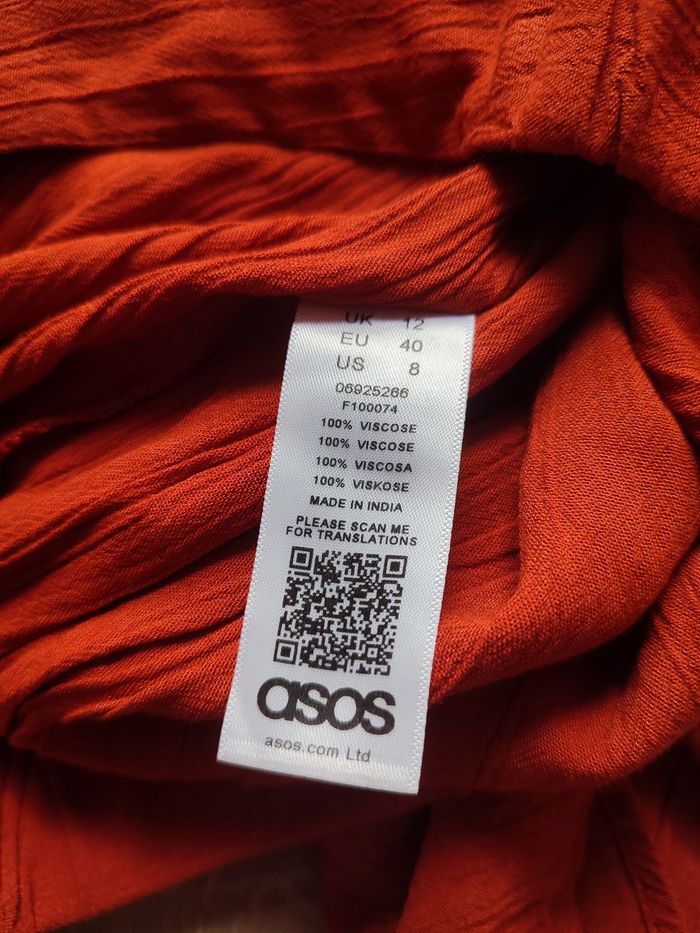 UK 12
EU 40
US 8
06925266
F100074
100% VISCOSE
100% VISCOSE
100% VISCOSA
100% VISKOSE
MADE IN INDIA
PLEASE SCAN ME
FOR TRANSLATIONS
asos
asos.com Ltd